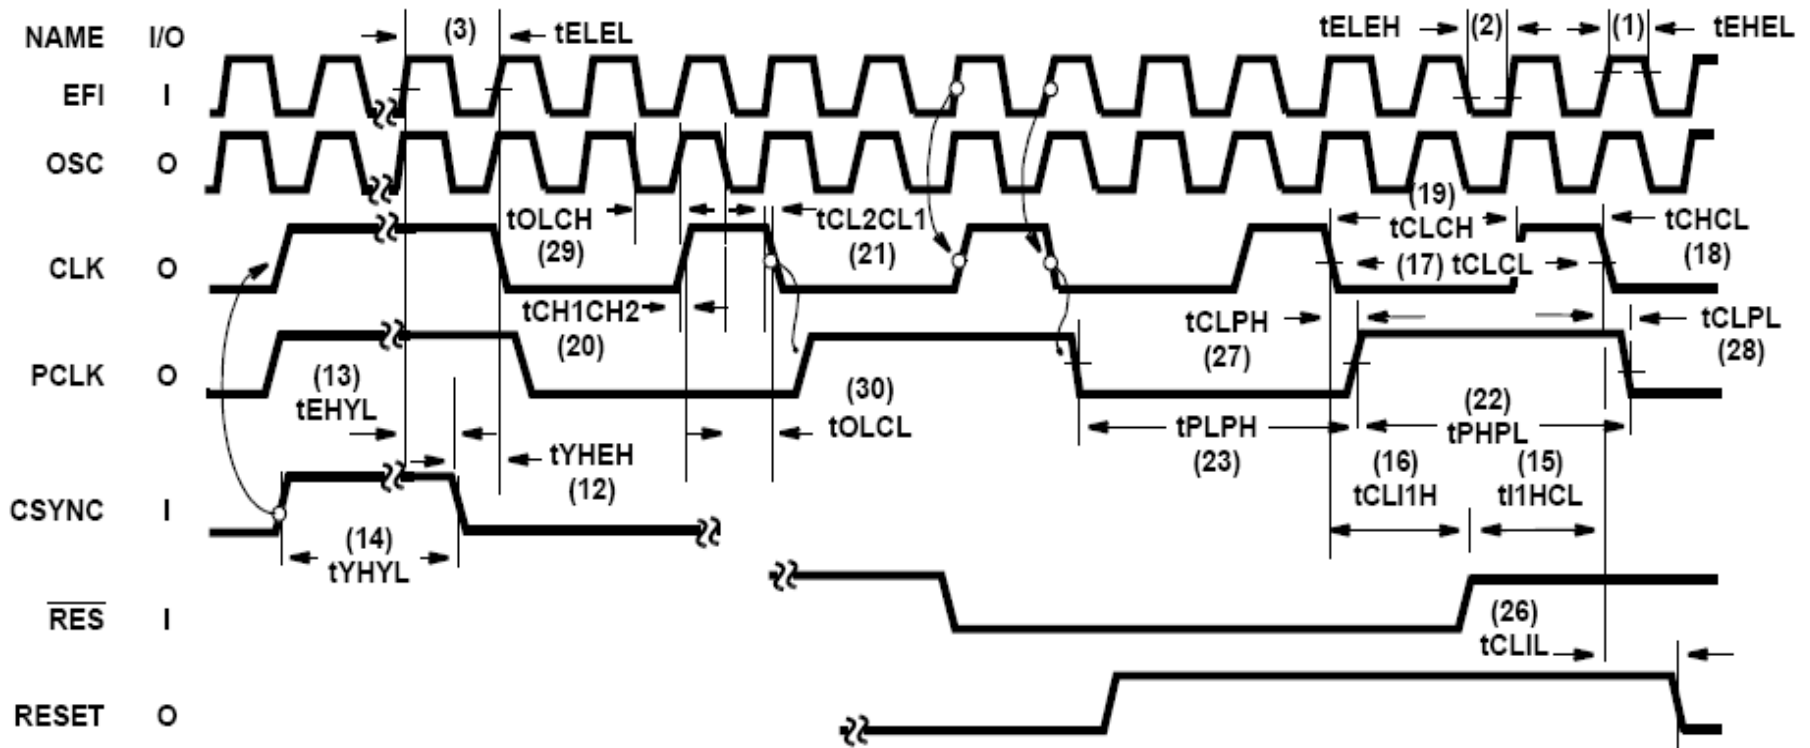 NAME I/O (3) tELEL tELEH (2) (1) tEHEL
EFI I
OSC O
(19)
tOLCH tCL2CL1 tCLCH tCHCL
(29) (21) (18)
CLK O (17) tCLCL
tCH1CH2 tCLPH tCLPL
(20) (27) (28)
PCLK O
(13) (30) (22)
tEHYL tOLCL tPLPH tPHPL
tYHEH (23) (16) (15)
(12) tCLI1H tI1HCL
CSYNC I
(14)
tYHYL
RES I (26)
tCLIL
RESET O